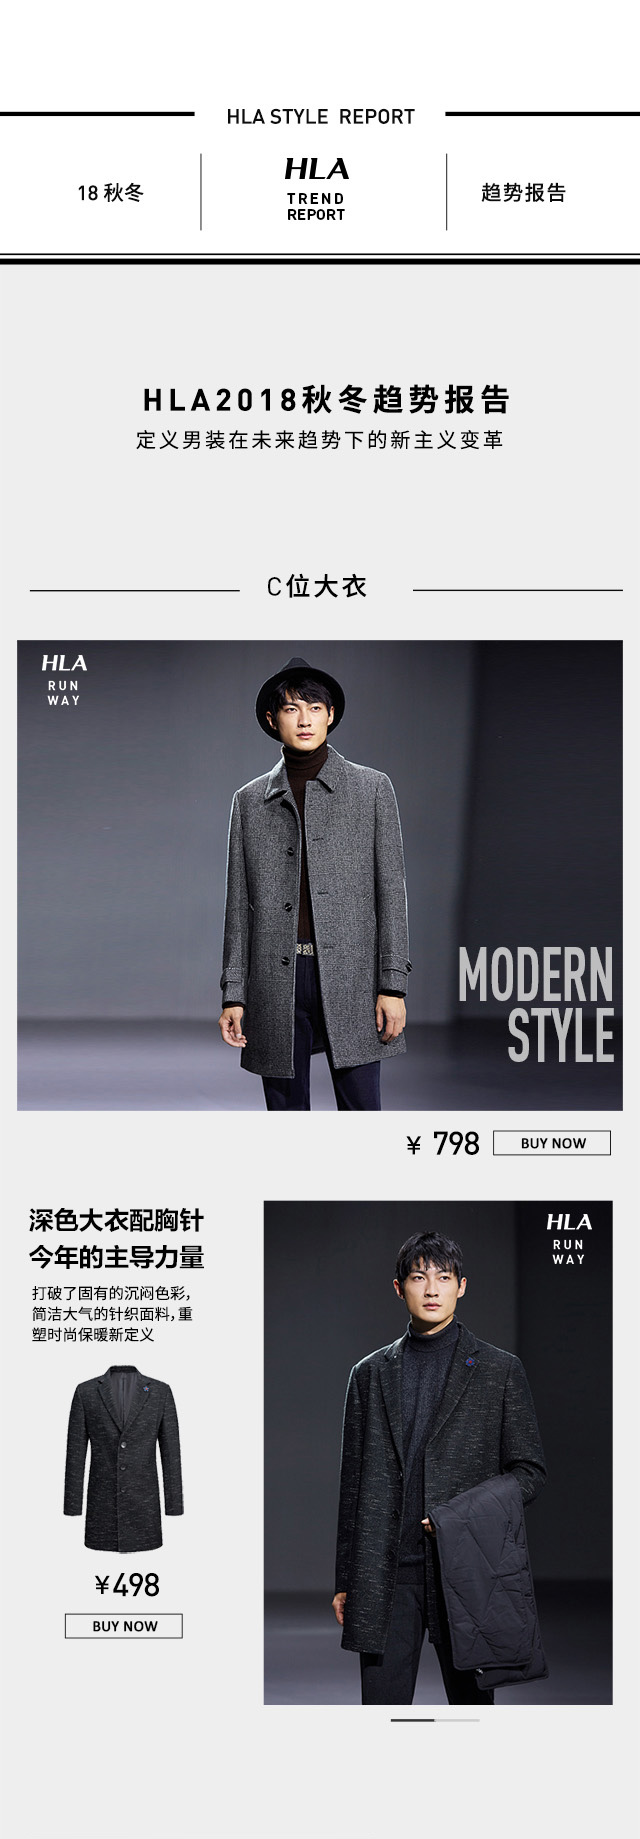 HLA STYLE REPORT
18 秋冬
HLA
TREND
REPORT
趋势报告
HLA2018秋冬趋势报告
定义男装在未来趋势下的新主义变革
C位大衣
HLA
RUN
WAY
MODERN
STYLE
¥ 798
BUY NOW
深色大衣配胸针
今年的主导力量
打破了固有的沉闷色彩,
简洁大气的针织面料,重
塑时尚保暖新定义
¥498
BUY NOW
HLA
RUN
WAY